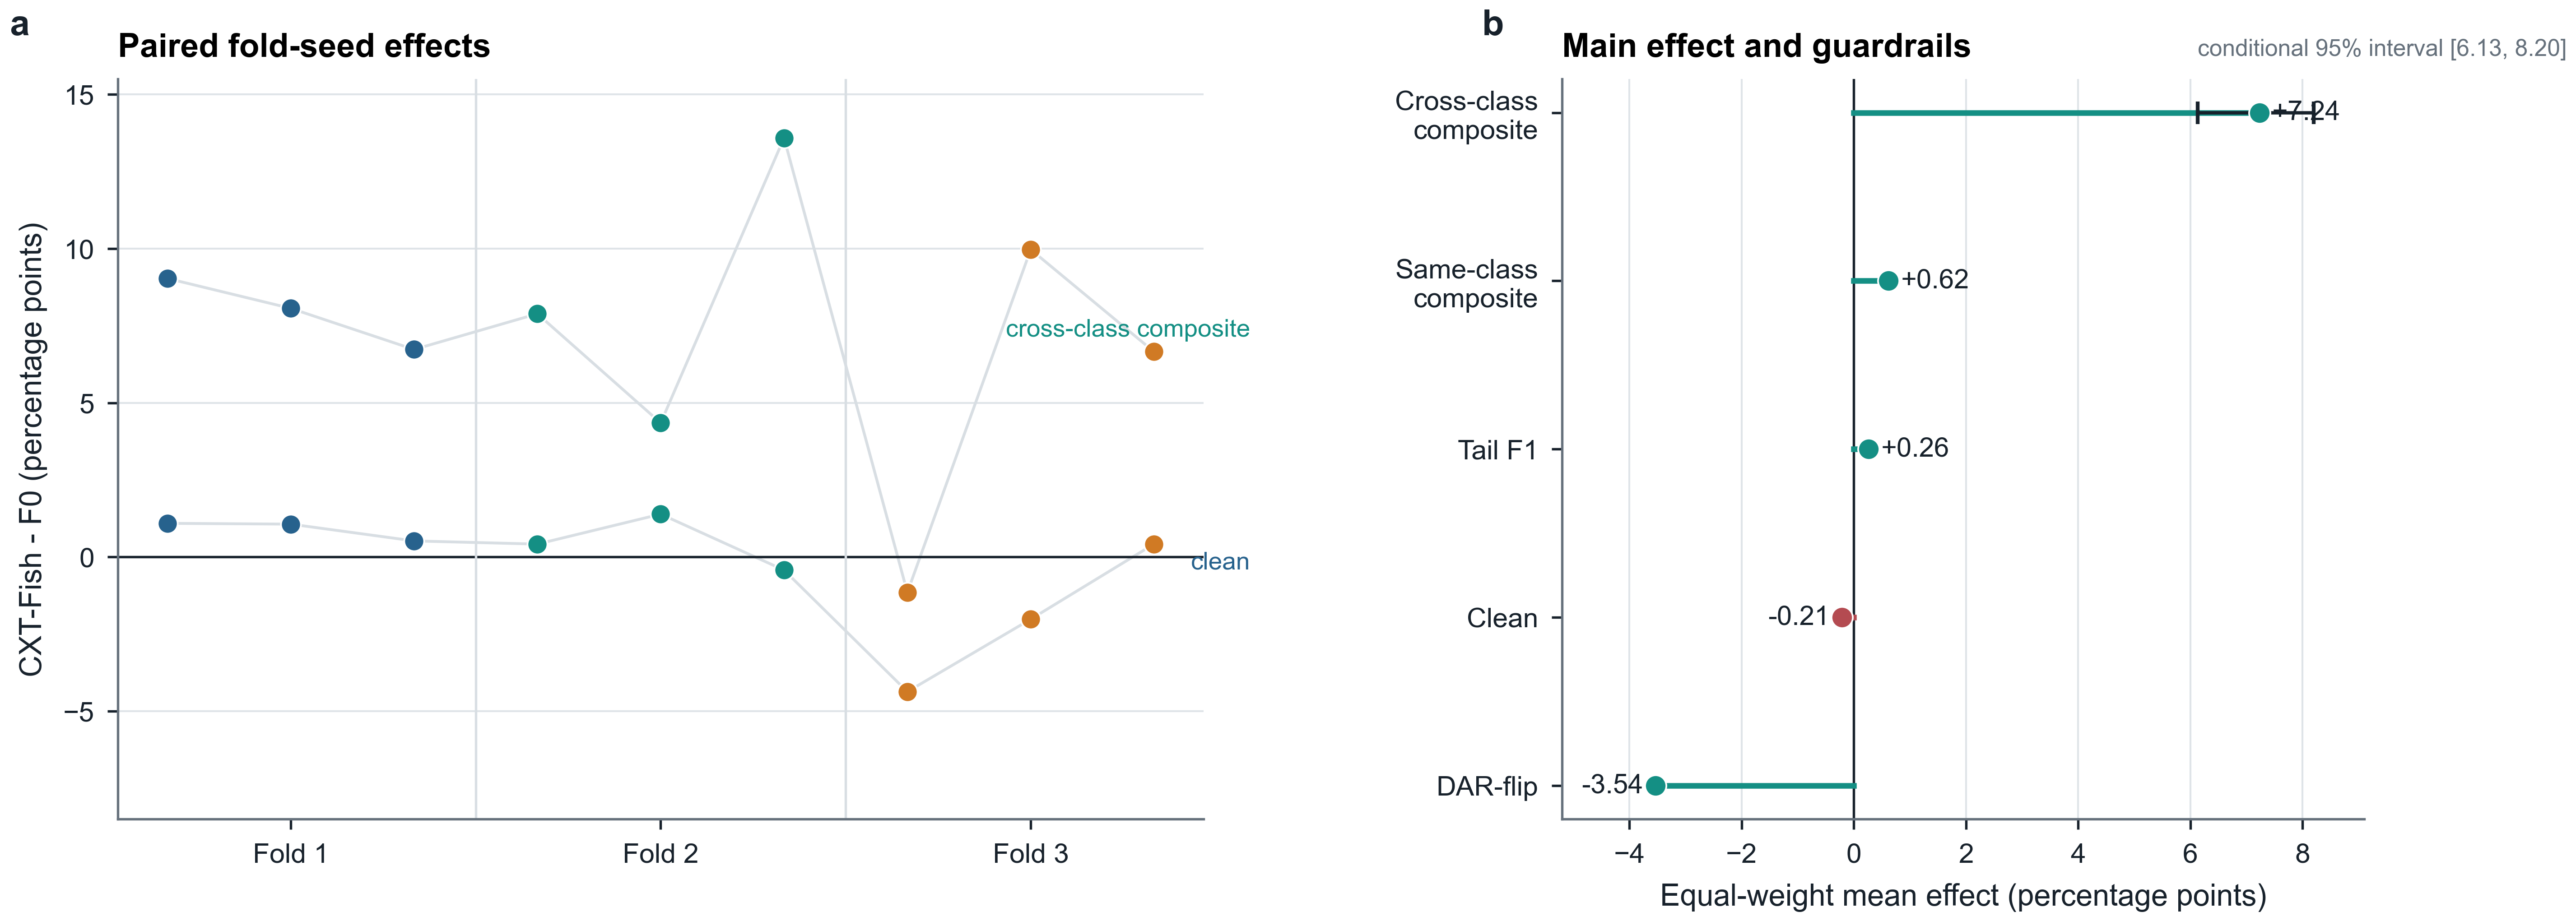 a
Paired fold-seed effects
CXT-Fish - F0 (percentage points)
15
10
5
0
−5
cross-class composite
clean
Fold 1
Fold 2
Fold 3
b
Main effect and guardrails
conditional 95% interval [6.13, 8.20]
Cross-class
composite
+7.24
Same-class
composite
+0.62
Tail F1
+0.26
Clean
-0.21
DAR-flip
-3.54
−4
−2
0
2
4
6
8
Equal-weight mean effect (percentage points)